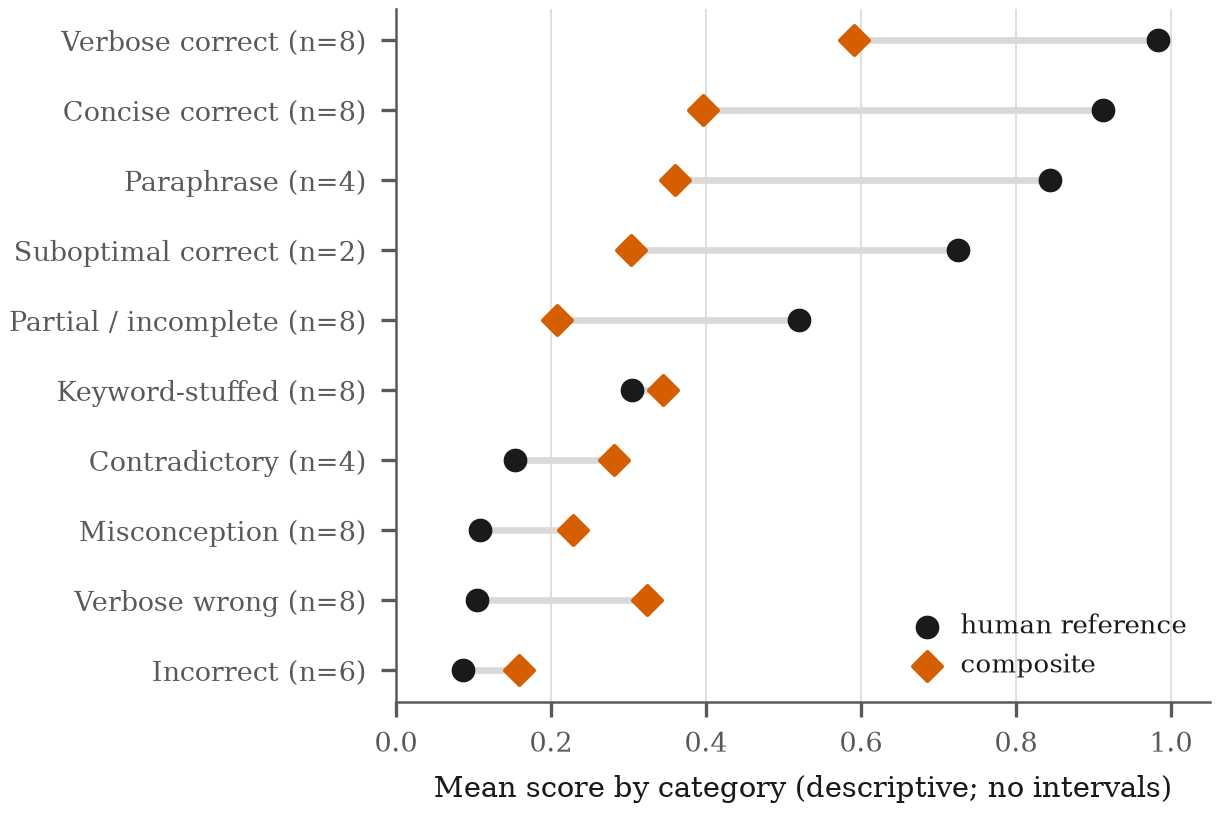 Verbose correct (n=8)
Concise correct (n=8)
Paraphrase (n=4)
Suboptimal correct (n=2)
Partial / incomplete (n=8)
Keyword-stuffed (n=8)
Contradictory (n=4)
Misconception (n=8)
Verbose wrong (n=8)
Incorrect (n=6)
human reference
composite
0.0 0.2 0.4 0.6 0.8 1.0
Mean score by category (descriptive; no intervals)